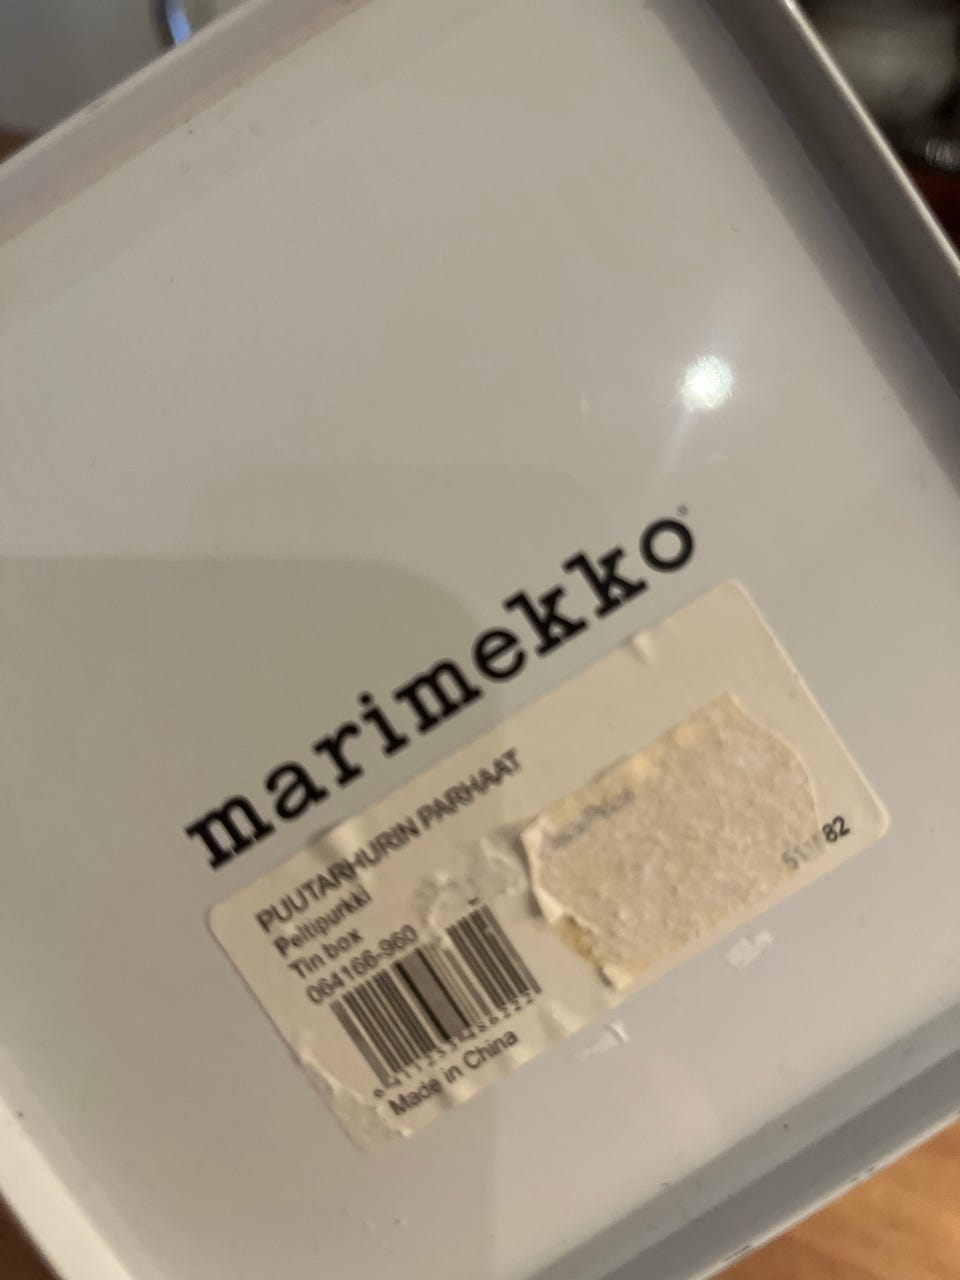 marimekko
PUUTARHURIN PARHAAT
Peltipurkki
Tin box
064166-960
Made in China